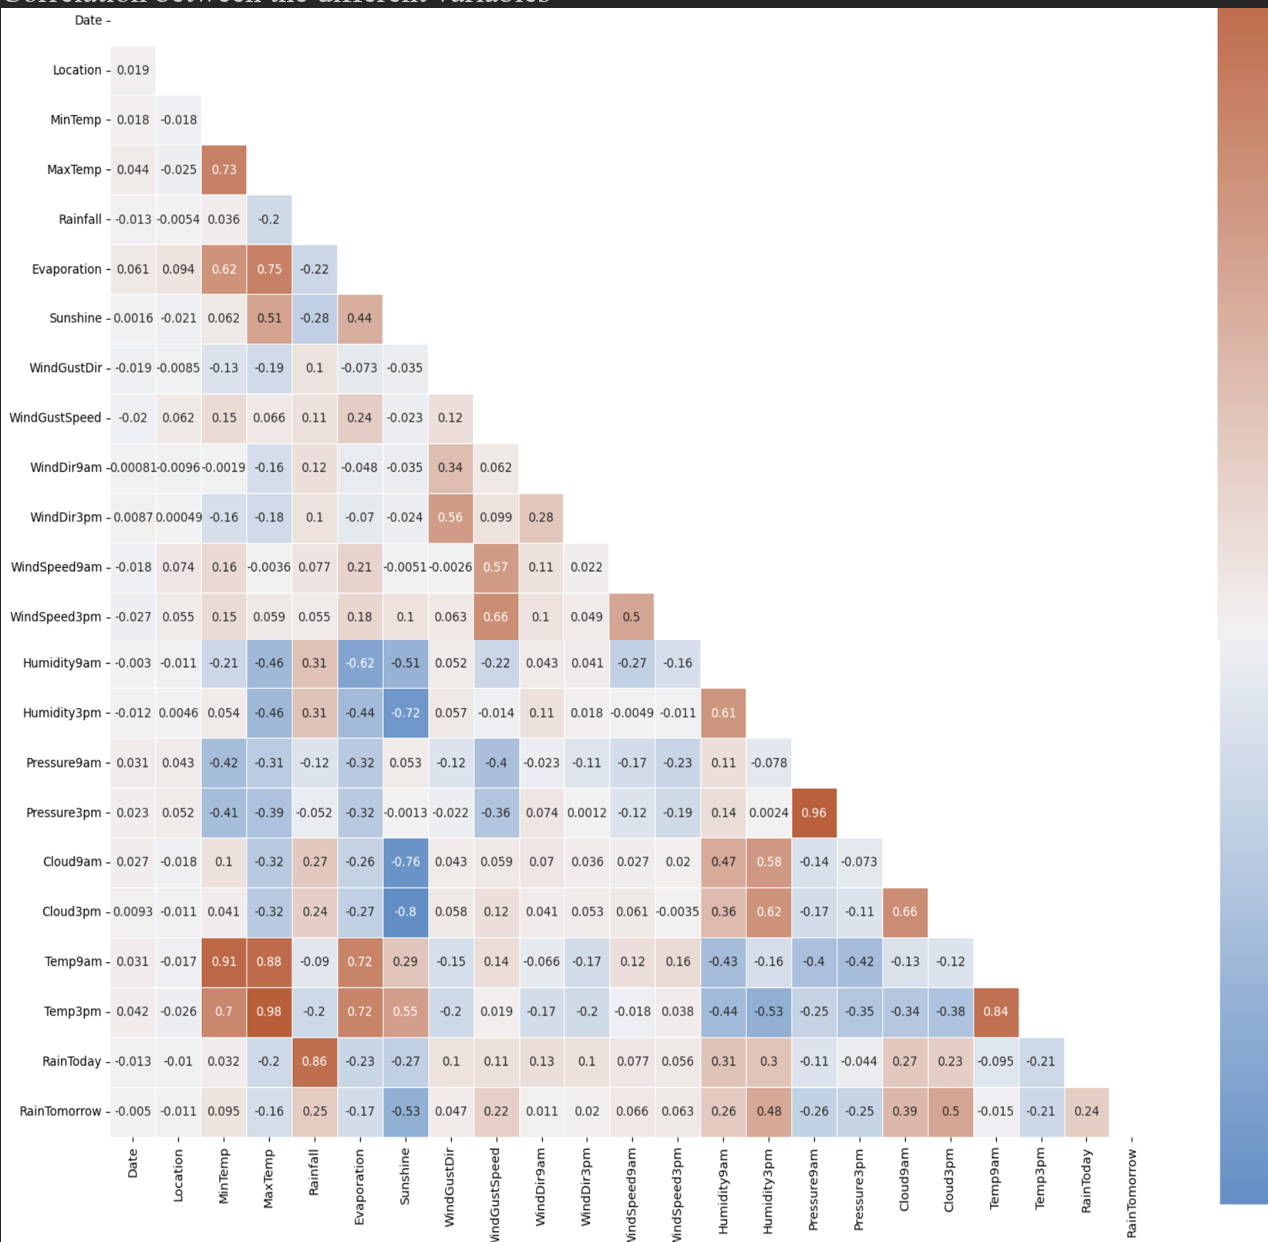 Correlation between the different variables
Date
Location 0.019
MinTemp 0.018 -0.018
MaxTemp 0.044 -0.025 0.73
Rainfall -0.013 -0.0054 0.036 -0.2
Evaporation 0.061 0.094 0.62 0.75 -0.22
Sunshine 0.0016 -0.021 0.062 0.51 -0.28 0.44
WindGustDir -0.019 -0.0085 -0.13 -0.19 0.1 -0.073 -0.035
WindGustSpeed -0.02 0.062 0.15 0.066 0.11 0.24 -0.023 0.12
WindDir9am -0.00081 -0.0096 -0.0019 -0.16 0.12 -0.048 -0.035 0.34 0.062
WindDir3pm 0.0087 0.00049 -0.16 -0.18 0.1 -0.07 -0.024 0.56 0.099 0.28
WindSpeed9am -0.018 0.074 0.16 -0.0036 0.077 0.21 -0.0051 -0.0026 0.57 0.11 0.022
WindSpeed3pm -0.027 0.055 0.15 0.059 0.055 0.18 0.1 0.063 0.66 0.1 0.049 0.5
Humidity9am -0.003 -0.011 -0.21 -0.46 0.31 -0.62 -0.51 0.052 -0.22 0.043 0.041 -0.27 -0.16
Humidity3pm -0.012 0.0046 0.054 -0.46 0.31 -0.44 -0.72 0.057 -0.014 0.11 0.018 -0.0049 -0.011 0.61
Pressure9am 0.031 0.043 -0.42 -0.31 -0.12 -0.32 0.053 -0.12 -0.4 -0.023 -0.11 -0.17 -0.23 0.11 -0.078
Pressure3pm 0.023 0.052 -0.41 -0.39 -0.052 -0.32 -0.0013 -0.022 -0.36 0.074 0.0012 -0.12 -0.19 0.14 0.0024 0.96
Cloud9am 0.027 -0.018 0.1 -0.32 0.27 -0.26 -0.76 0.043 0.059 0.07 0.036 0.027 0.02 0.47 0.58 -0.14 -0.073
Cloud3pm 0.0093 -0.011 0.041 -0.32 0.24 -0.27 -0.8 0.058 0.12 0.041 0.053 0.061 -0.0035 0.36 0.62 -0.17 -0.11 0.66
Temp9am 0.031 -0.017 0.91 0.88 -0.09 0.72 0.29 -0.15 0.14 -0.066 -0.17 0.12 0.16 -0.43 -0.16 -0.4 -0.42 -0.13 -0.12
Temp3pm 0.042 -0.026 0.7 0.98 -0.2 0.72 0.55 -0.2 0.019 -0.17 -0.2 -0.018 0.038 -0.44 -0.53 -0.25 -0.35 -0.34 -0.38 0.84
RainToday -0.013 -0.01 0.032 -0.2 0.86 -0.23 -0.27 0.1 0.11 0.13 0.1 0.077 0.056 0.31 0.3 -0.11 -0.044 0.27 0.23 -0.095 -0.21
RainTomorrow -0.005 -0.011 0.095 -0.16 0.25 -0.17 -0.53 0.047 0.22 0.011 0.02 0.066 0.063 0.26 0.48 -0.26 -0.25 0.39 0.5 -0.015 -0.21 0.24
Date Location MinTemp MaxTemp Rainfall Evaporation Sunshine WindGustDir WindGustSpeed WindDir9am WindDir3pm WindSpeed9am WindSpeed3pm Humidity9am Humidity3pm Pressure9am Pressure3pm Cloud9am Cloud3pm Temp9am Temp3pm RainToday RainTomorrow